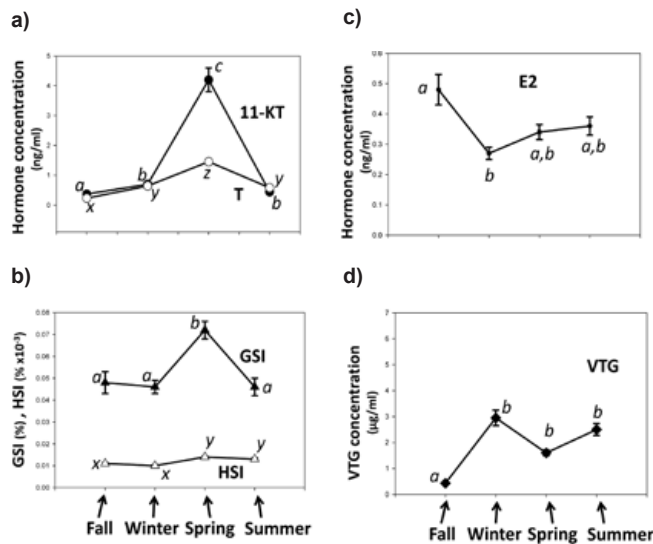 a)
Hormone concentration
(ng/ml)
5
4
3
2
1
0
a
x
b
y
c
z
y
b
11-KT
T
b)
GSI (%) , HSI (% x10⁻³)
0.08
0.07
0.06
0.05
0.04
0.03
0.02
0.01
0.00
a
a
b
a
GSI
x
x
y
y
HSI
Fall Winter Spring Summer
c)
Hormone concentration
(ng/ml)
0.6
0.5
0.4
0.3
0.2
0.1
0.0
E2
a
b
a,b
a,b
d)
VTG concentration
(µg/ml)
7
6
5
4
3
2
1
0
VTG
a
b
b
b
Fall Winter Spring Summer